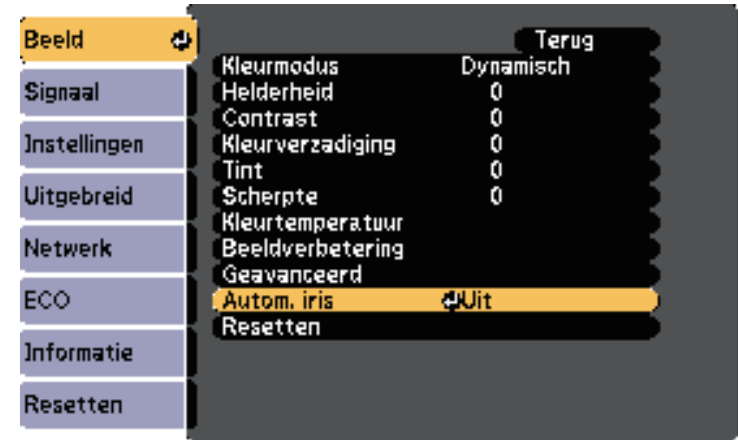 Beeld
Signaal
Instellingen
Uitgebreid
Netwerk
ECO
Informatie
Resetten
Terug
Kleurmodus Dynamisch
Helderheid 0
Contrast 0
Kleurverzadiging 0
Tint 0
Scherpte 0
Kleurtemperatuur
Beeldverbetering
Geavanceerd
Autom. iris Uit
Resetten